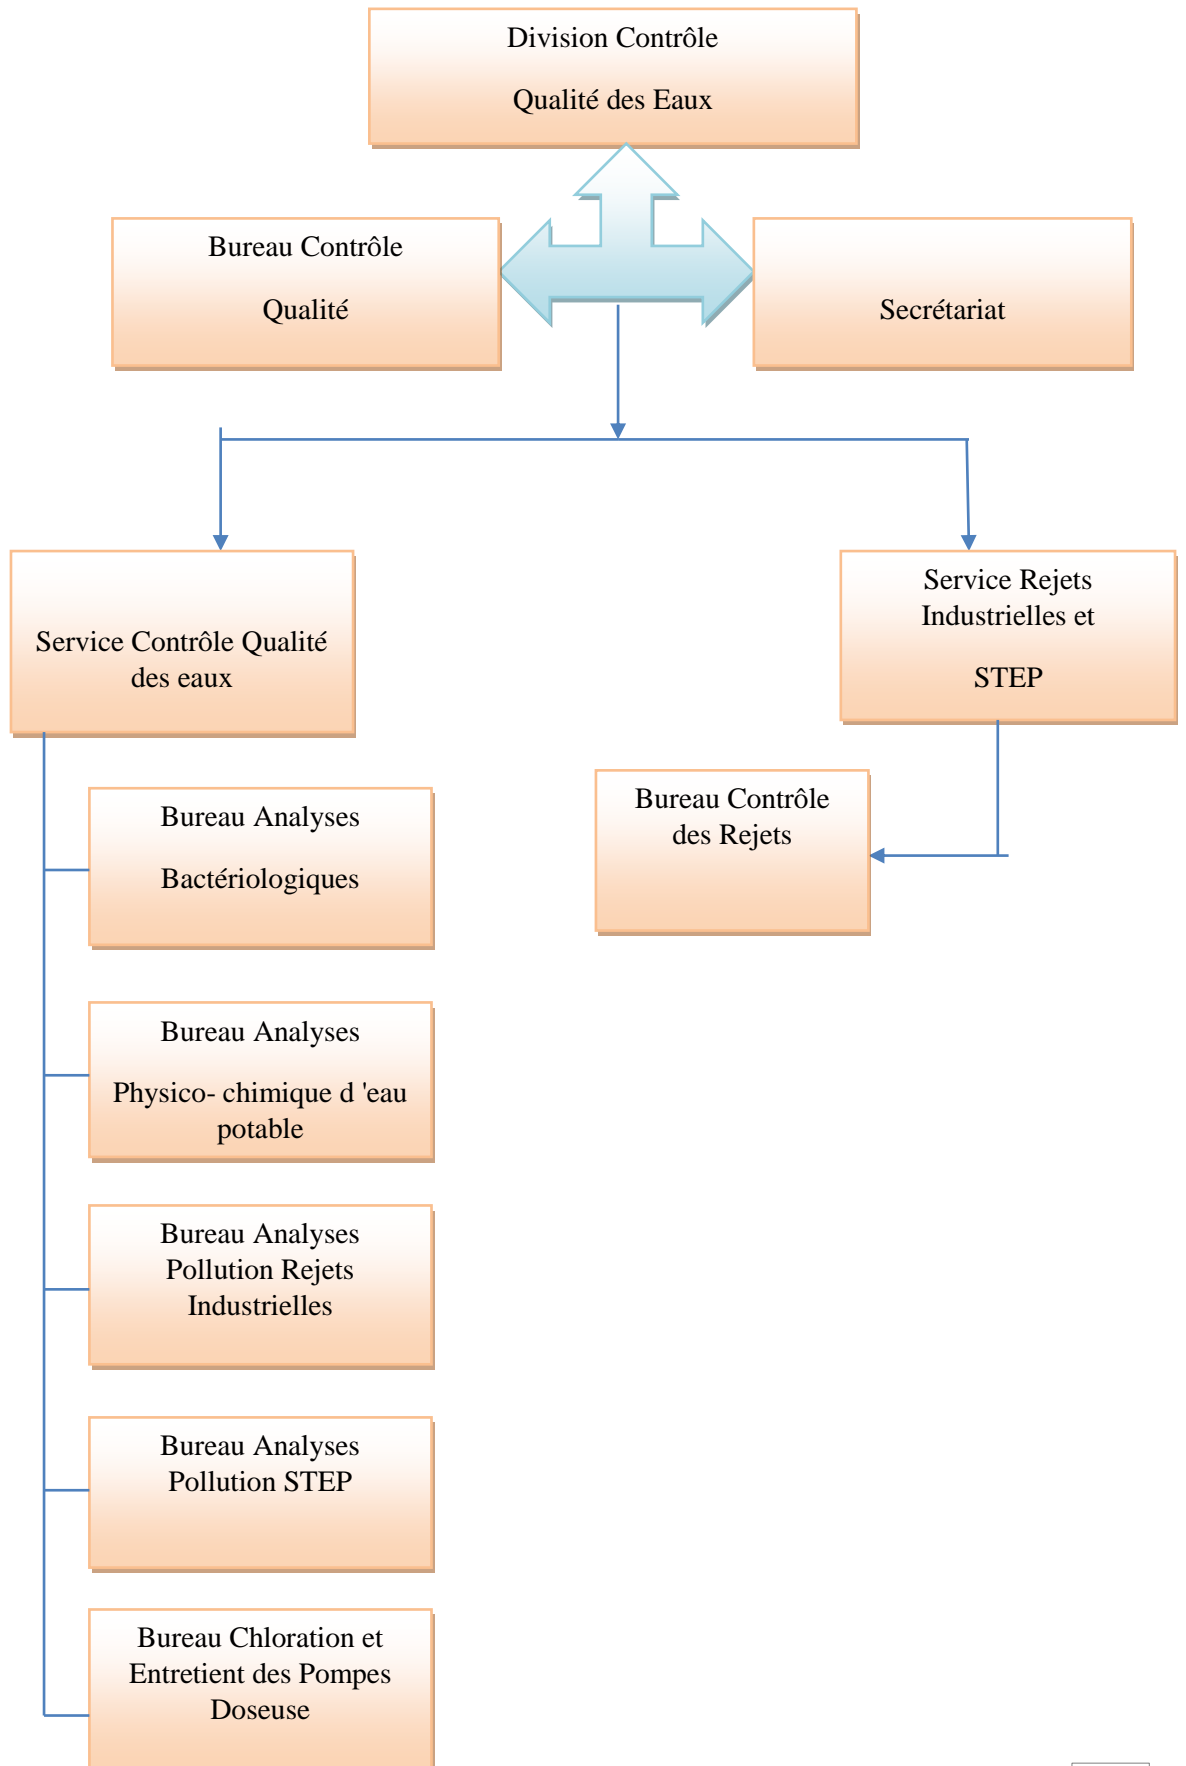 Division Contrôle
Qualité des Eaux
Bureau Contrôle
Qualité
Secrétariat
Service Contrôle Qualité
des eaux
Service Rejets
Industrielles et
STEP
Bureau Contrôle
des Rejets
Bureau Analyses
Bactériologiques
Bureau Analyses
Physico- chimique d 'eau
potable
Bureau Analyses
Pollution Rejets
Industrielles
Bureau Analyses
Pollution STEP
Bureau Chloration et
Entretient des Pompes
Doseuse